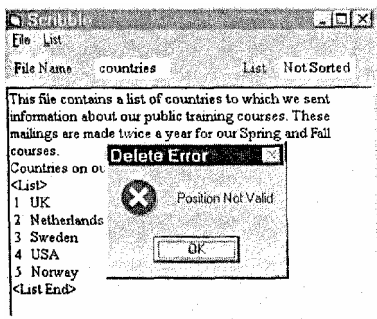 Scribble
File List
File Name countries List Not Sorted
This file contains a list of countries to which we sent
information about our public training courses. These
mailings are made twice a year for our Spring and Fall
courses.
Countries on ou
<List>
1 UK
2 Netherlands
3 Sweden
4 USA
5 Norway
<List End>
Delete Error
Position Not Valid
OK